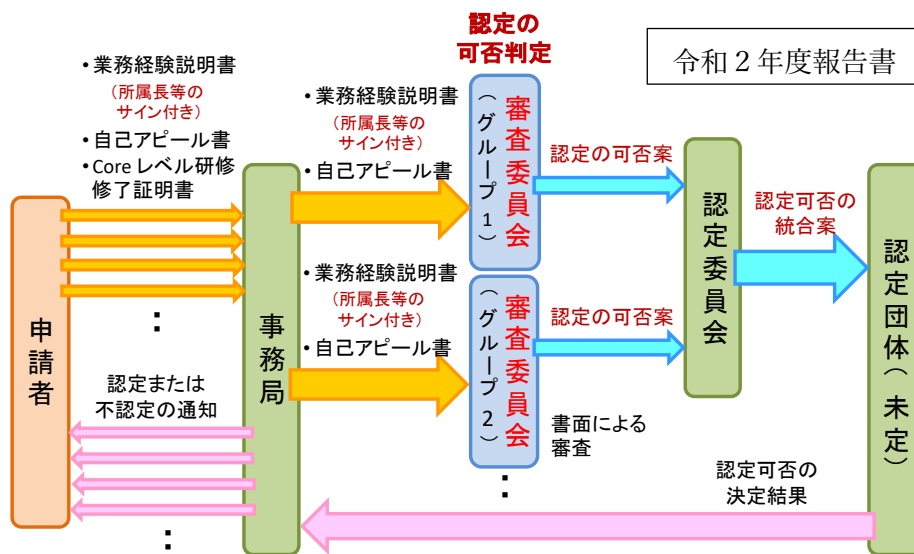 認定の
可否判定
令和2年度報告書
・業務経験説明書
(所属長等の
サイン付き)
・自己アピール書
・Core レベル研修
修了証明書
・業務経験説明書
(所属長等の
サイン付き)
・自己アピール書
審査委員会
(グループ1)
認定の可否案
認定可否の
統合案
・業務経験説明書
(所属長等の
サイン付き)
・自己アピール書
審査委員会
(グループ2)
認定の可否案
書面による
審査
申請者
事務局
認定委員会
認定団体(未定)
認定または
不認定の通知
認定可否の
決定結果